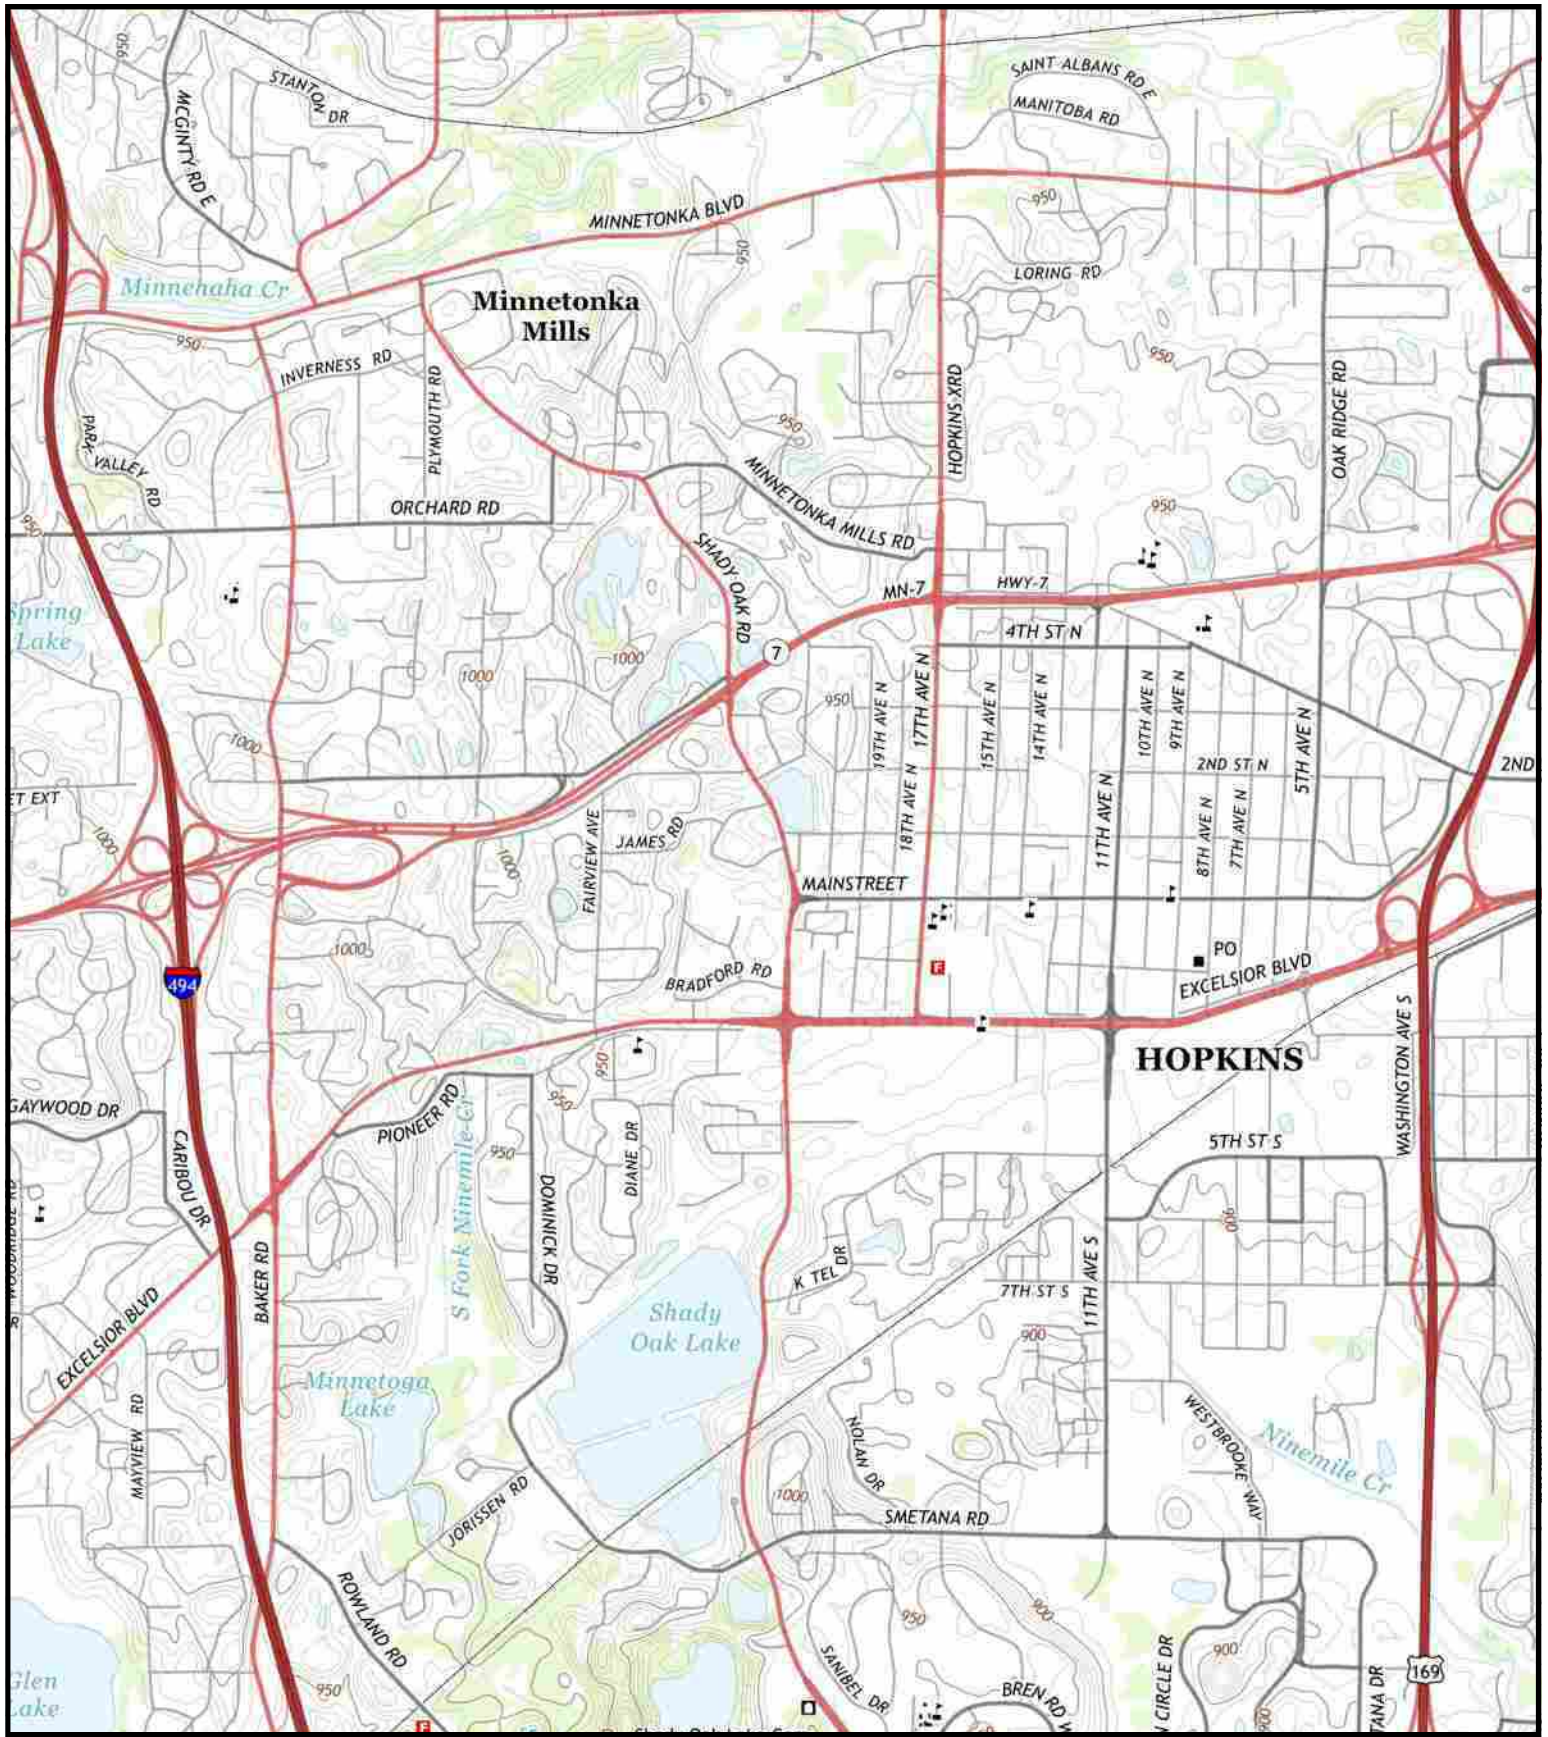 950
STANTON
DR
MCGINTY RD E
SAINT ALBANS RD E
MANITOBA RD
950
MINNETONKA BLVD
950
LORING RD
Minnehaha Cr
Minnetonka
Mills
950
INVERNESS RD
PLYMOUTH RD
HOPKINS XRD
OAK RIDGE RD
950
PARK
VALLEY
RD
950
MINNETONKA MILLS RD
ORCHARD RD
950
950
SHADY OAK RD
MN-7
HWY-7
Spring
Lake
4TH ST N
7
1000
1000
950
19TH AVE N
17TH AVE N
15TH AVE N
14TH AVE N
10TH AVE N
9TH AVE N
5TH AVE N
1000
2ND ST N
2ND
ET EXT
1000
18TH AVE N
11TH AVE N
8TH AVE N
7TH AVE N
FAIRVIEW AVE
JAMES RD
1000
MAINSTREET
1000
PO
BRADFORD RD
F
EXCELSIOR BLVD
494
WASHINGTON AVE S
HOPKINS
950
950
GAYWOOD DR
PIONEER RD
S Fork Ninemile Cr
950
DIANE DR
5TH ST S
CARIBOU DR
DOMINICK DR
900
BAKER RD
K TEL DR
11TH AVE S
7TH ST S
EXCELSIOR BLVD
Shady
Oak Lake
900
Minnetoga
Lake
MAYVIEW RD
NOLAN DR
WESTBROOKE WAY
Ninemile Cr
1000
JORISSEN RD
SMETANA RD
ROWLAND RD
950
900
Glen
Lake
950
SANIBEL DR
900
169
BREN RD W
N CIRCLE DR
900
TANA DR
F